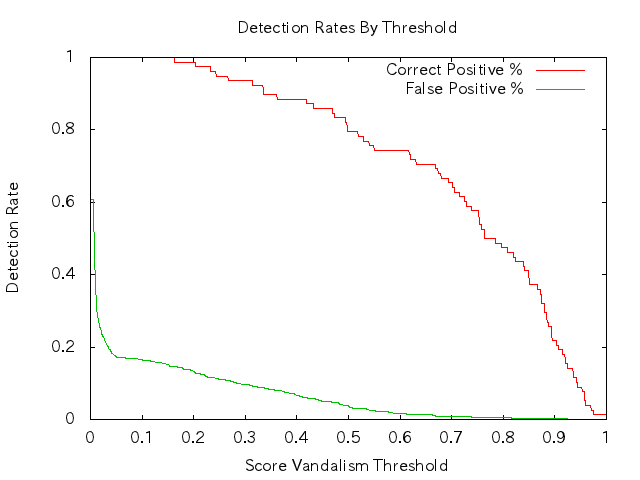 Detection Rates By Threshold
Correct Positive %
False Positive %
Detection Rate
1
0.8
0.6
0.4
0.2
0
0 0.1 0.2 0.3 0.4 0.5 0.6 0.7 0.8 0.9 1
Score Vandalism Threshold